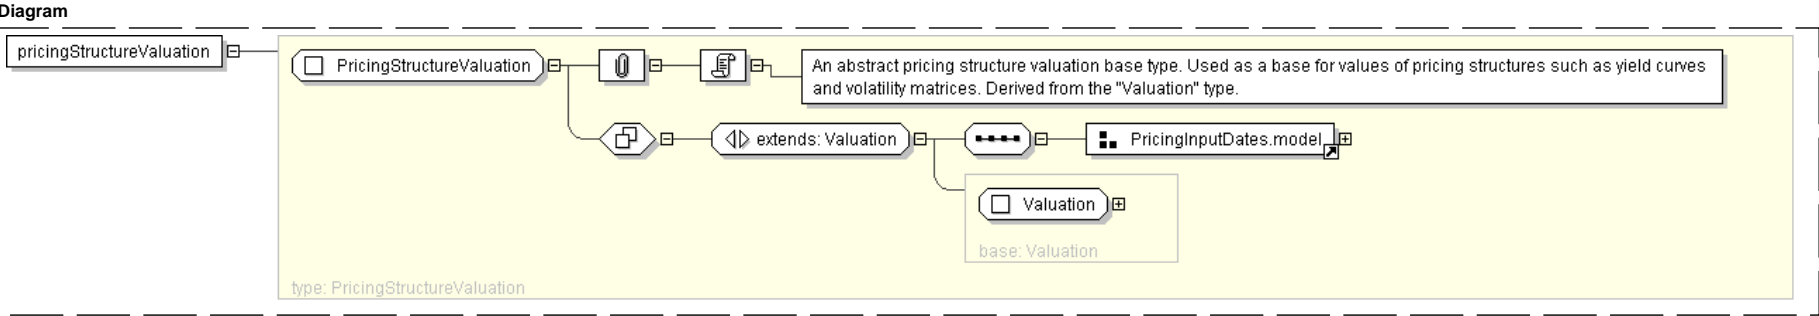 Diagram
pricingStructureValuation
PricingStructureValuation
An abstract pricing structure valuation base type. Used as a base for values of pricing structures such as yield curves
and volatility matrices. Derived from the "Valuation" type.
extends: Valuation
PricingInputDates.model
Valuation
base: Valuation
type: PricingStructureValuation